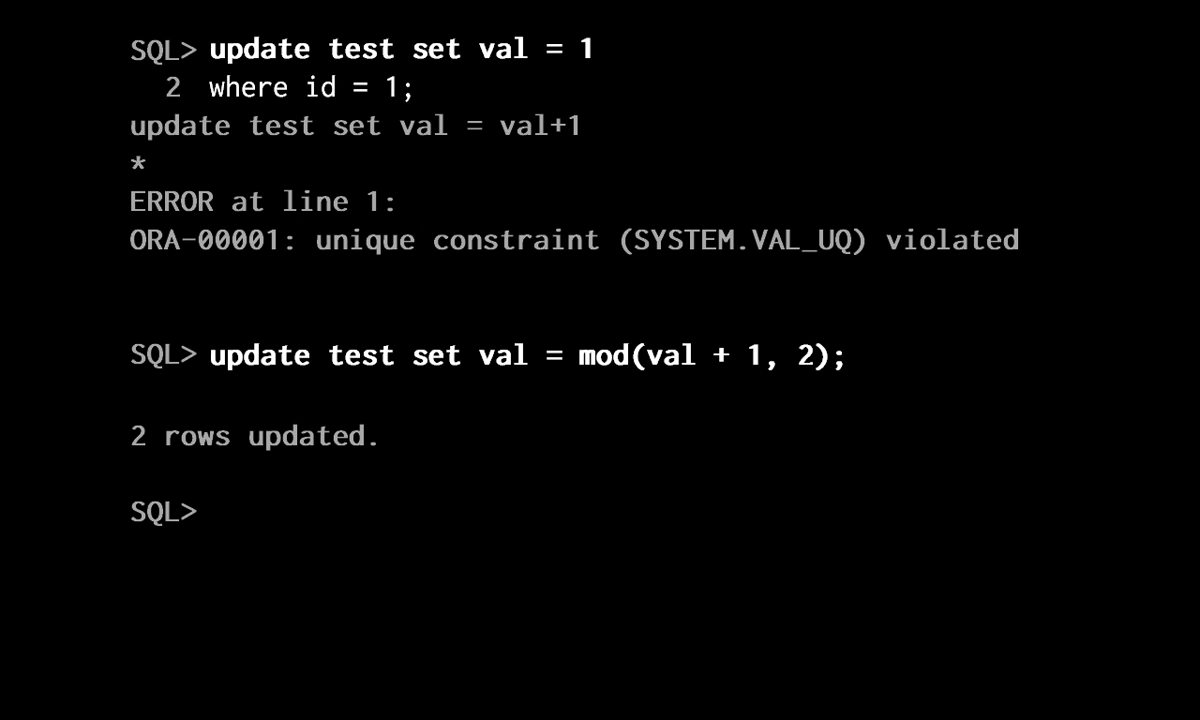 SQL> update test set val = 1
2 where id = 1;
update test set val = val+1
*
ERROR at line 1:
ORA-00001: unique constraint (SYSTEM.VAL_UQ) violated
SQL> update test set val = mod(val + 1, 2);
2 rows updated.
SQL>